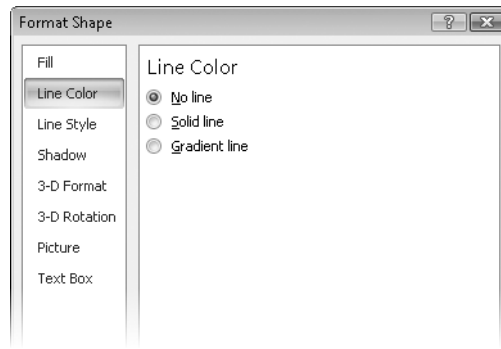 Format Shape
Fill
Line Color
Line Style
Shadow
3-D Format
3-D Rotation
Picture
Text Box
Line Color
No line
Solid line
Gradient line